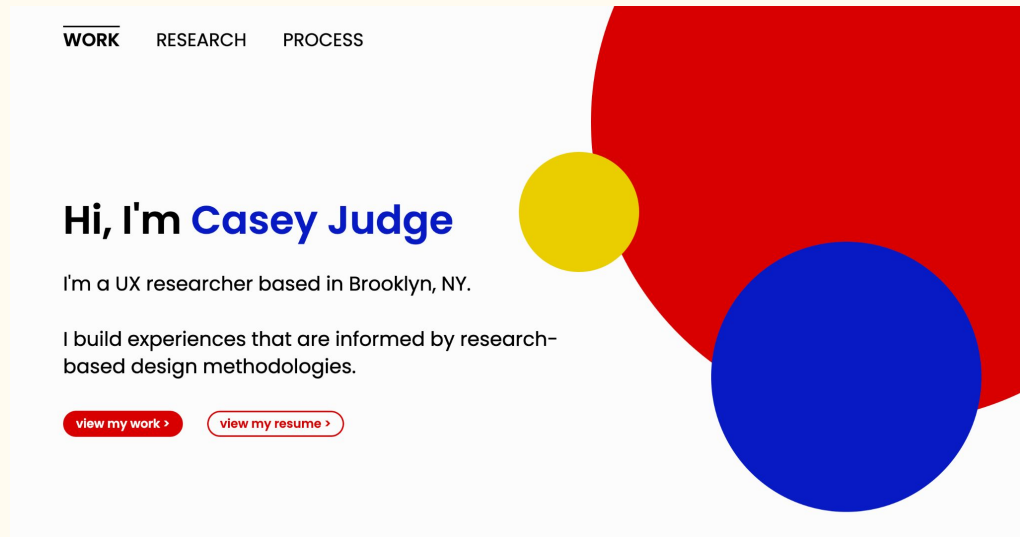 WORK RESEARCH PROCESS
Hi, I'm Casey Judge
I'm a UX researcher based in Brooklyn, NY.
I build experiences that are informed by research-
based design methodologies.
view my work > view my resume >